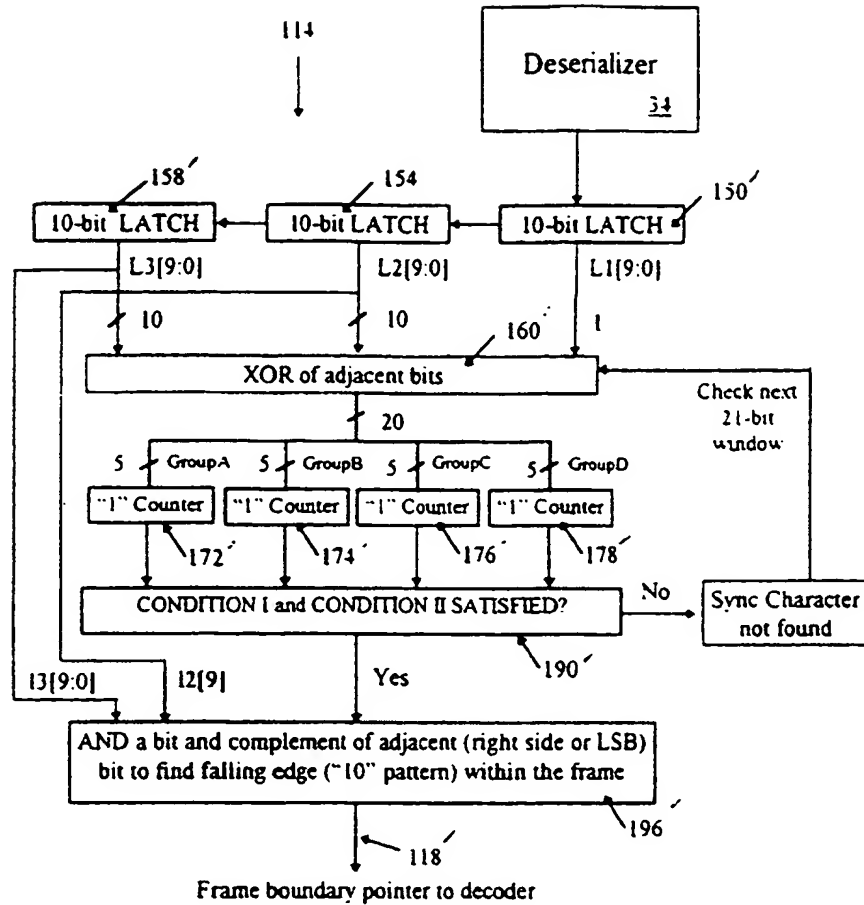 114
Deserializer
34
158′
154
150′
10-bit LATCH
10-bit LATCH
10-bit LATCH
L3[9:0]
L2[9:0]
L1[9:0]
10
10
160′
1
XOR of adjacent bits
Check next
21-bit
window
20
5
GroupA
5
GroupB
5
GroupC
5
GroupD
"1" Counter
"1" Counter
"1" Counter
"1" Counter
172′
174′
176′
178′
CONDITION I and CONDITION II SATISFIED?
No
Sync Character
not found
190′
Yes
l3[9:0]
l2[9]
AND a bit and complement of adjacent (right side or LSB)
bit to find falling edge ("10" pattern) within the frame
196′
118′
Frame boundary pointer to decoder